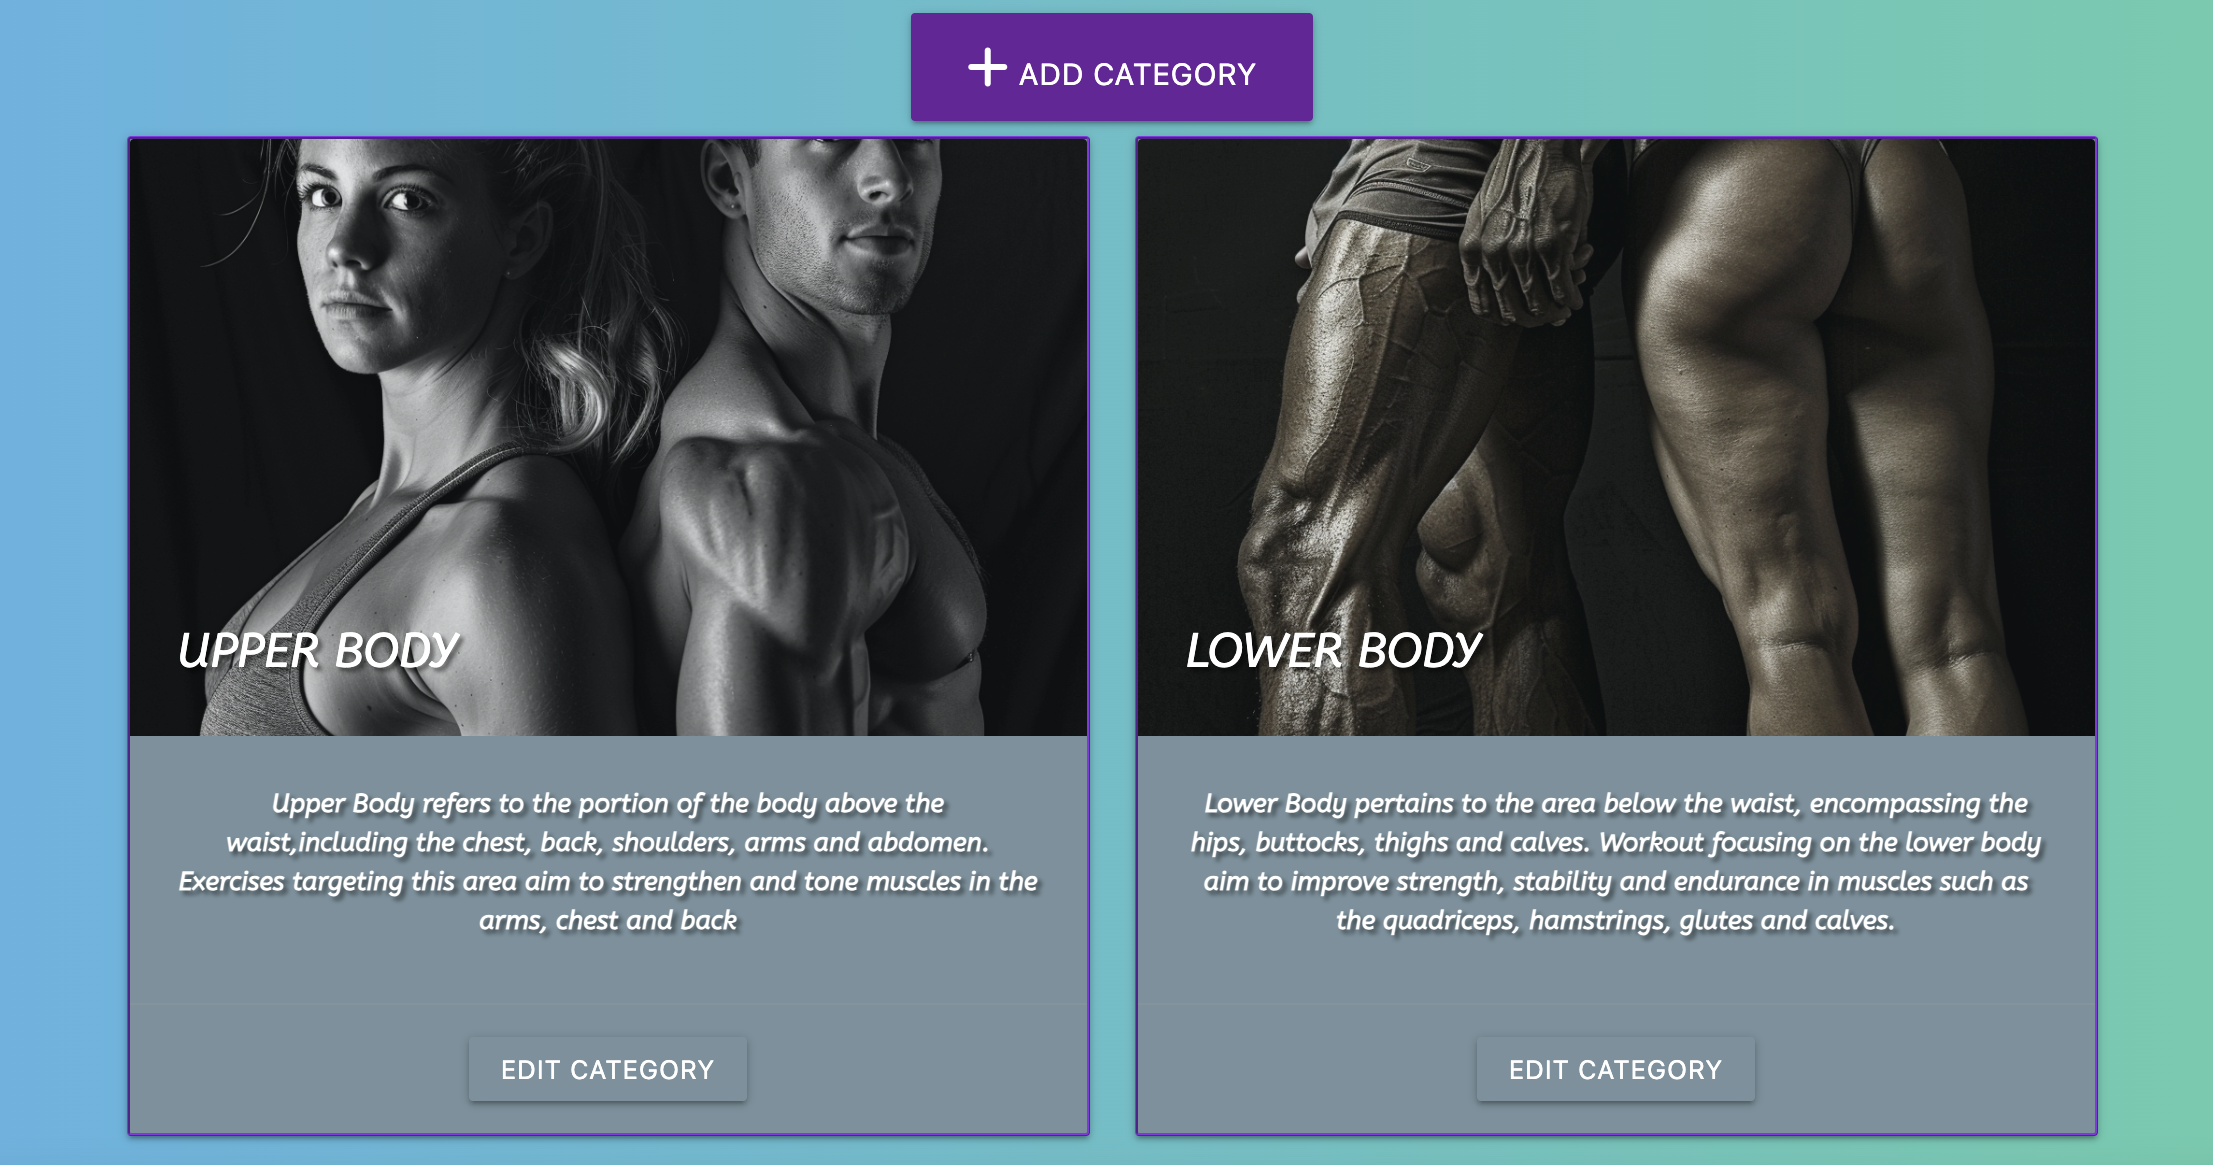 ADD CATEGORY
UPPER BODY
Upper Body refers to the portion of the body above the
waist,including the chest, back, shoulders, arms and abdomen.
Exercises targeting this area aim to strengthen and tone muscles in the
arms, chest and back
EDIT CATEGORY
LOWER BODY
Lower Body pertains to the area below the waist, encompassing the
hips, buttocks, thighs and calves. Workout focusing on the lower body
aim to improve strength, stability and endurance in muscles such as
the quadriceps, hamstrings, glutes and calves.
EDIT CATEGORY